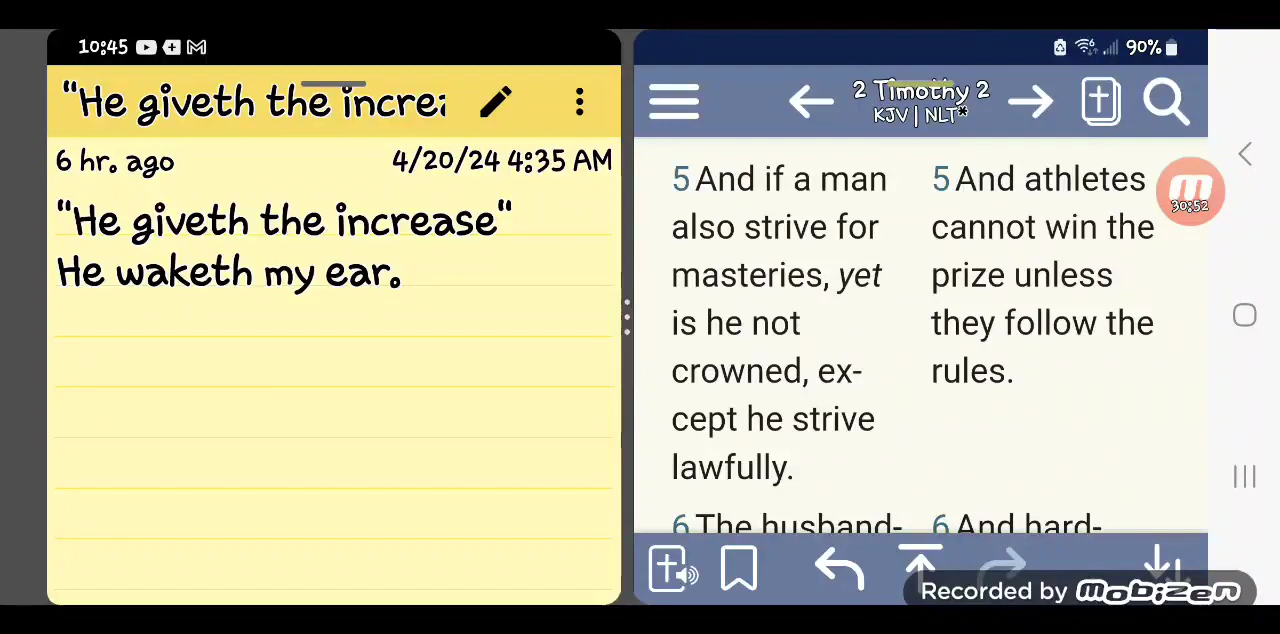 10:45
"He giveth the increa
6 hr. ago 4/20/24 4:35 AM
"He giveth the increase"
He waketh my ear.
90%
2 Timothy 2
KJV | NLT*
5 And if a man
also strive for
masteries, yet
is he not
crowned, ex-
cept he strive
lawfully.
6 The husband-
5 And athletes
cannot win the
prize unless
they follow the
rules.
6 And hard-
30:52
Recorded by mobizen